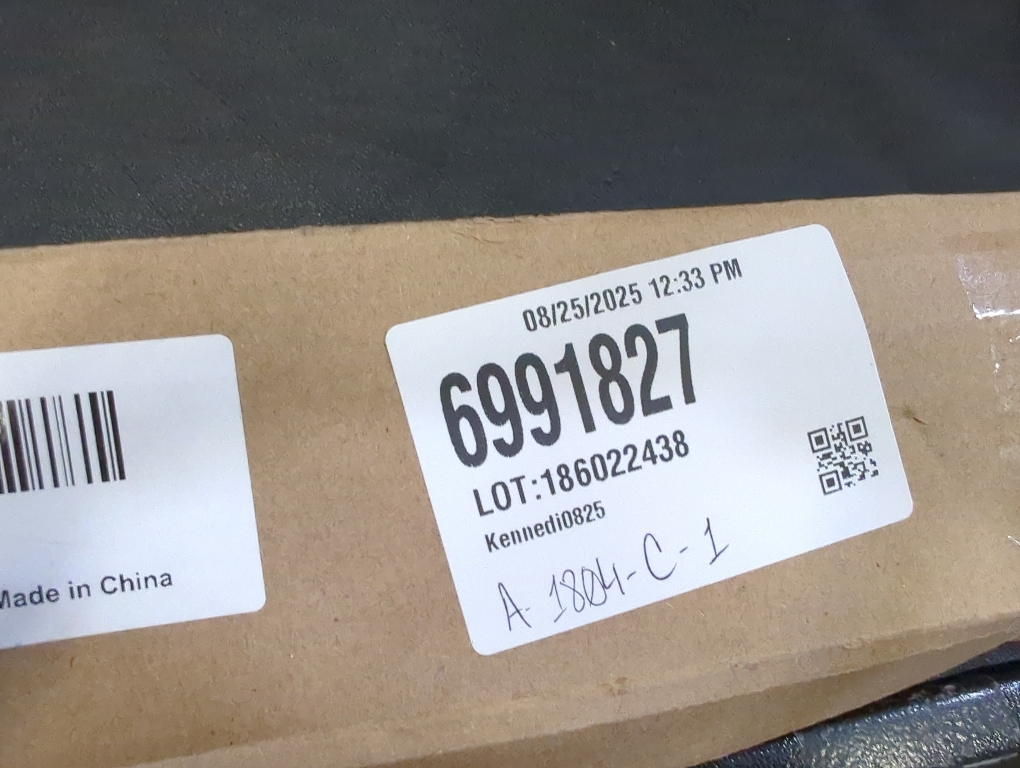 08/25/2025 12:33 PM
6991827
LOT:186022438
Kennedi0825
A-1804-C-1
Made in China